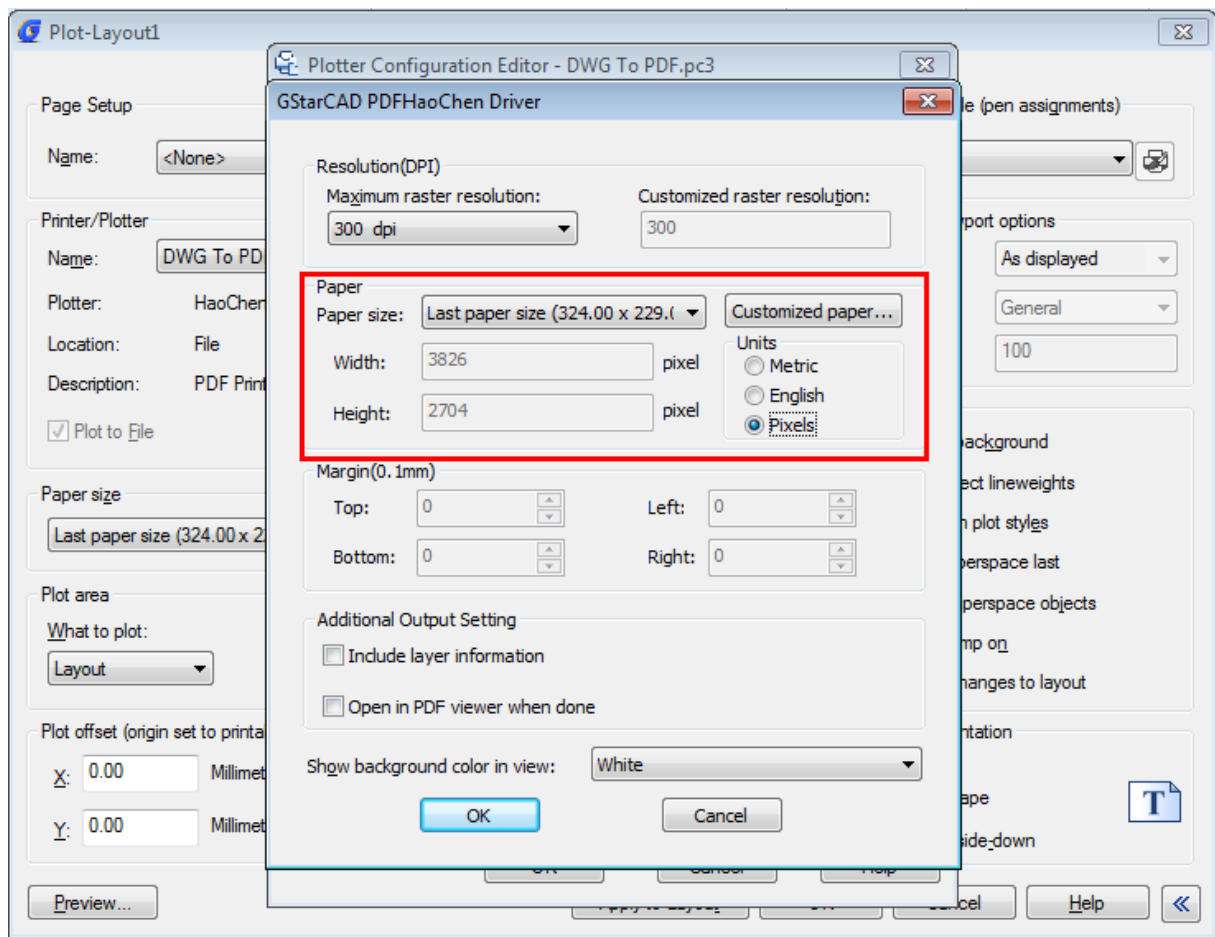 Plot-Layout1
Plotter Configuration Editor - DWG To PDF.pc3
GStarCAD PDFHaoChen Driver
Page Setup
Name: <None>
(pen assignments)
Printer/Plotter
Name: DWG To PD
Plotter: HaoChen
Location: File
Description: PDF Print
Plot to File
Paper size
Last paper size (324.00 x 2
Plot area
What to plot:
Layout
Plot offset (origin set to printa
X: 0.00 Millimet
Y: 0.00 Millimet
Preview...
Resolution(DPI)
Maximum raster resolution: Customized raster resolution:
300 dpi 300
Paper
Paper size: Last paper size (324.00 x 229.( Customized paper...
Units
Width: 3826 pixel Metric
English
Height: 2704 pixel Pixels
Margin(0.1mm)
Top: 0 Left: 0
Bottom: 0 Right: 0
Additional Output Setting
Include layer information
Open in PDF viewer when done
Show background color in view: White
OK Cancel
port options
As displayed
General
100
background
ect lineweights
plot styles
perspace last
perspace objects
mp on
hanges to layout
ntation
ape
side-down
Help